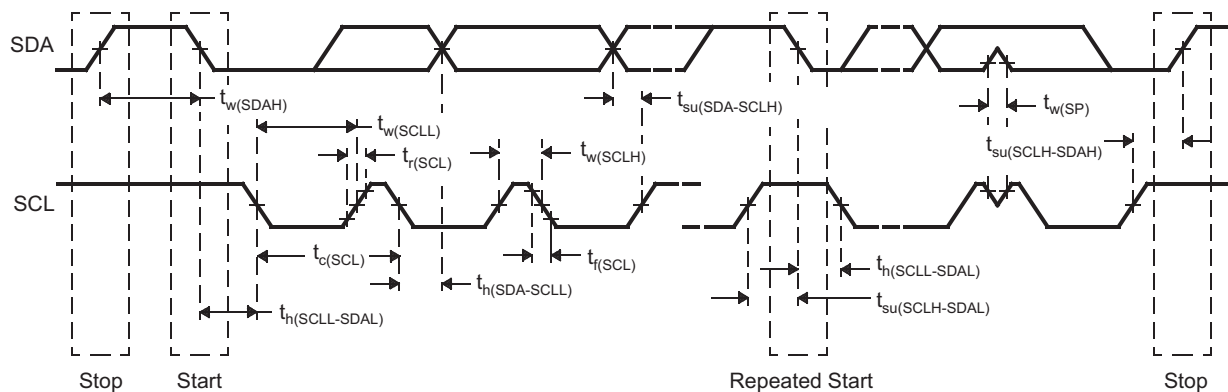 SDA
t_w(SDAH)
t_su(SDA-SCLH)
t_w(SP)
t_w(SCLL)
t_r(SCL)
t_w(SCLH)
t_su(SCLH-SDAH)
SCL
t_c(SCL)
t_f(SCL)
t_h(SCLL-SDAL)
t_h(SDA-SCLL)
t_h(SCLL-SDAL)
t_su(SCLH-SDAL)
Stop Start Repeated Start Stop